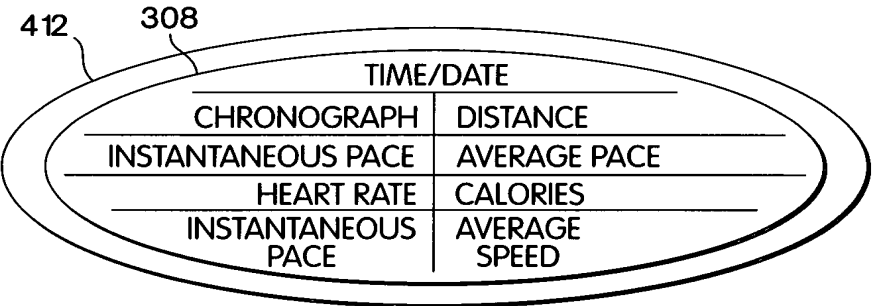 412
308
TIME/DATE
CHRONOGRAPH DISTANCE
INSTANTANEOUS PACE AVERAGE PACE
HEART RATE CALORIES
INSTANTANEOUS AVERAGE
PACE SPEED